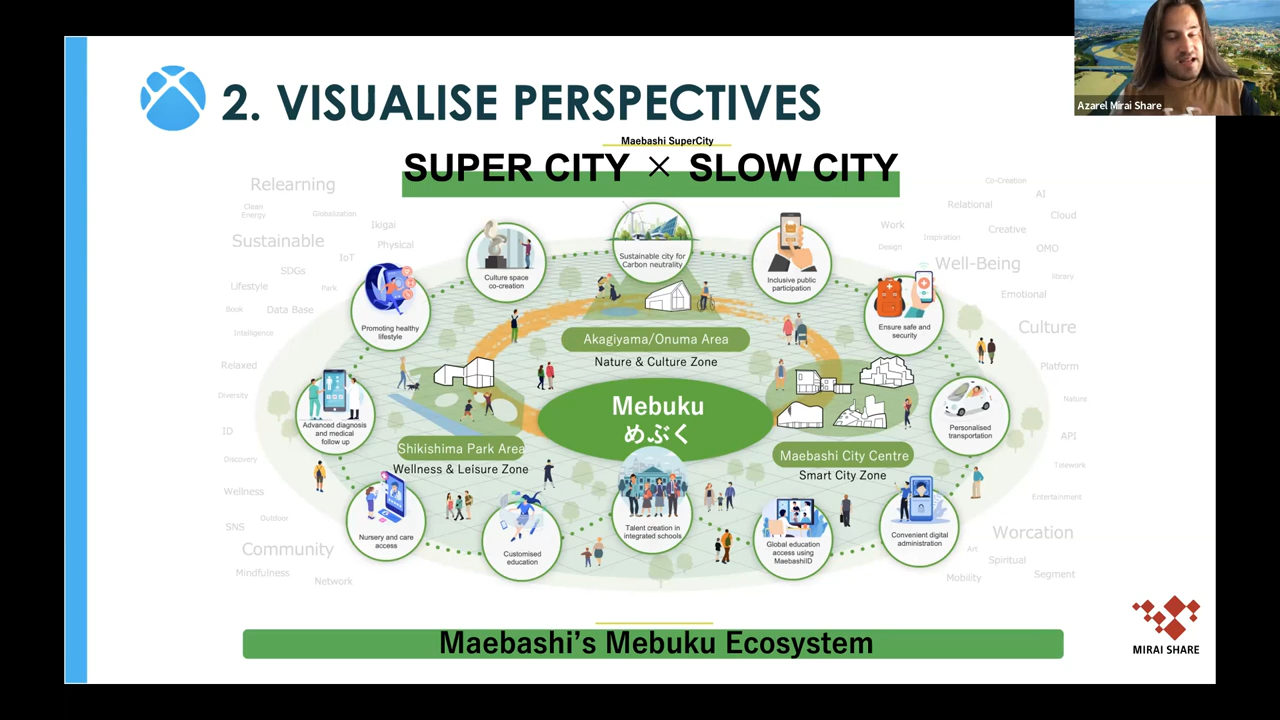 Azarel Mirai Share
2. VISUALISE PERSPECTIVES
Maebashi SuperCity
SUPER CITY × SLOW CITY
Relearning
Clean
Energy
Globalization
Ikigai
Sustainable
Physical
IoT
SDGs
Lifestyle
Park
Book
Data Base
Intelligence
Relaxed
Diversity
ID
Discovery
Wellness
SNS
Outdoor
Community
Mindfulness
Network
Culture space
co-creation
Sustainable city for
Carbon neutrality
Inclusive public
participation
Promoting healthy
lifestyle
Ensure safe and
security
Akagiyama/Onuma Area
Nature & Culture Zone
Mebuku
めぶく
Advanced diagnosis
and medical
follow up
Shikishima Park Area
Wellness & Leisure Zone
Maebashi City Centre
Smart City Zone
Personalised
transportation
Nursery and care
access
Customised
education
Talent creation in
integrated schools
Global education
access using
MaebashiID
Convenient digital
administration
Co-Creation
AI
Relational
Cloud
Work
Creative
Inspiration
Design
OMO
Well-Being
library
Emotional
Culture
Platform
Nature
API
Telework
Entertainment
Worcation
Art
Spiritual
Mobility
Segment
Maebashi's Mebuku Ecosystem
MIRAI SHARE